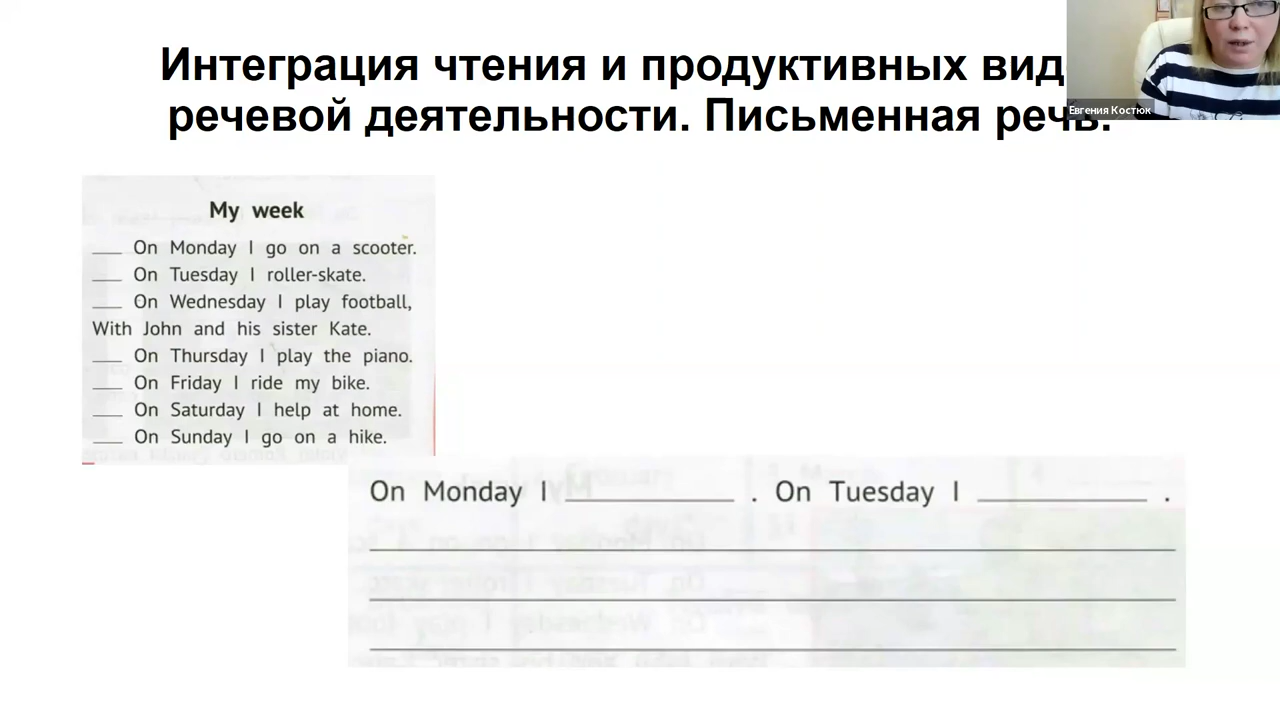 Интеграция чтения и продуктивных вид
речевой деятельности. Письменная речь.
Евгения Костюк
My week
___ On Monday I go on a scooter.
___ On Tuesday I roller-skate.
___ On Wednesday I play football,
With John and his sister Kate.
___ On Thursday I play the piano.
___ On Friday I ride my bike.
___ On Saturday I help at home.
___ On Sunday I go on a hike.
On Monday I ____________ . On Tuesday I ____________ .